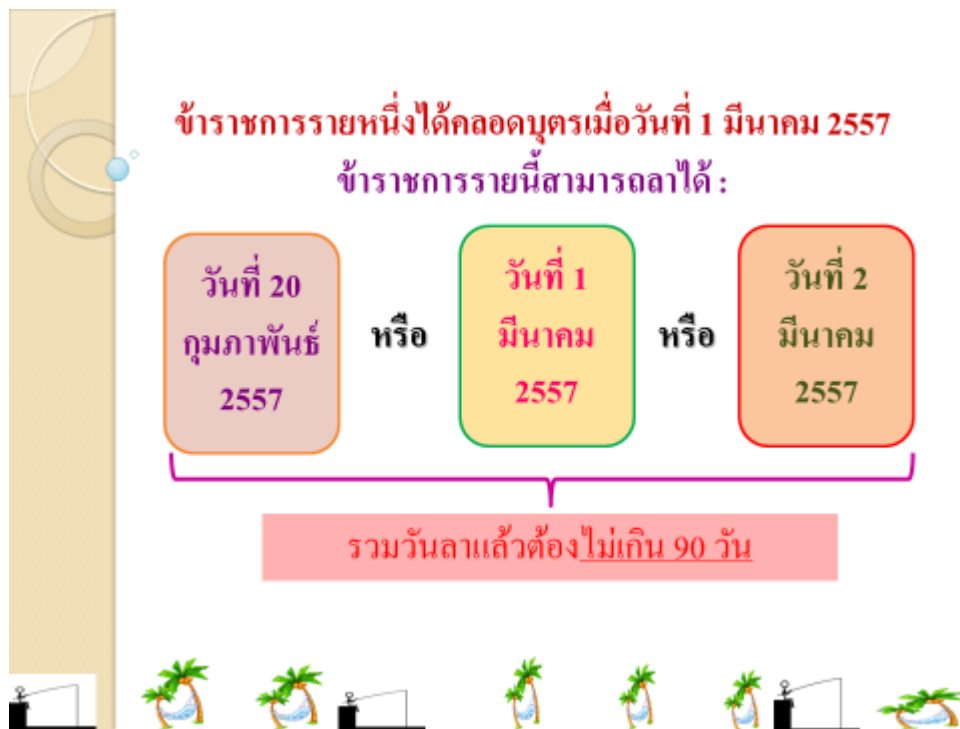 ข้าราชการรายหนึ่งได้คลอดบุตรเมื่อวันที่ 1 มีนาคม 2557
ข้าราชการรายนี้สามารถลาได้ :
วันที่ 20
กุมภาพันธ์
2557
หรือ
วันที่ 1
มีนาคม
2557
หรือ
วันที่ 2
มีนาคม
2557
รวมวันลาแล้วต้องไม่เกิน 90 วัน